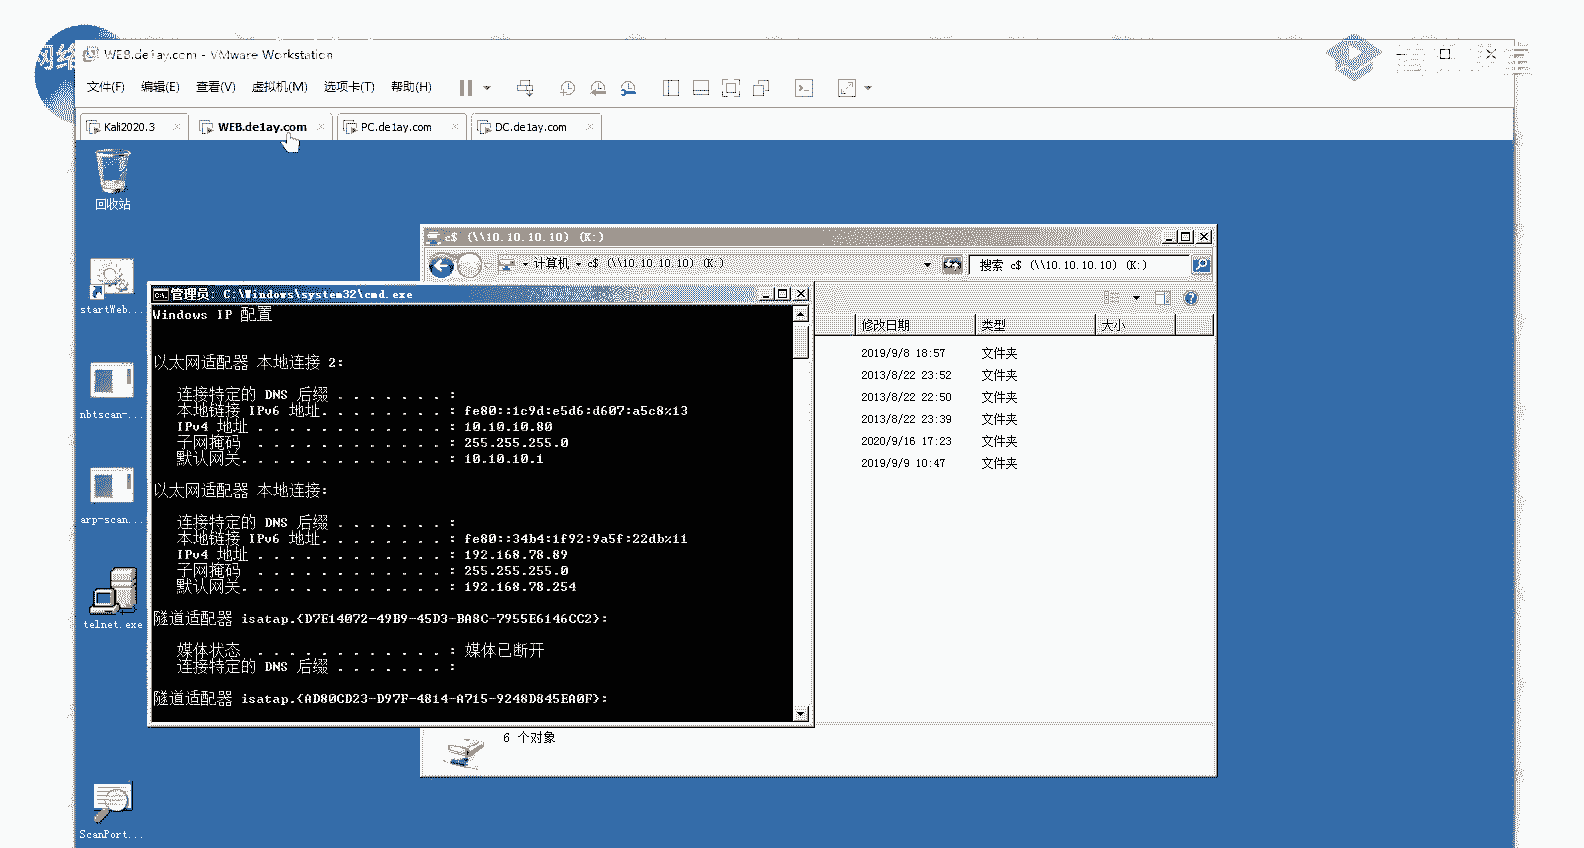 网络
WEB.de1ay.com - VMware Workstation
文件(F) 编辑(E) 查看(V) 虚拟机(M) 选项卡(T) 帮助(H)
Kali2020.3 WEB.de1ay.com PC.de1ay.com DC.de1ay.com
回收站
startWeb...
nbtscan-...
arp-scan...
telnet.exe
ScanPort...
c$ (\\10.10.10.10) (K:)
计算机 c$ (\\10.10.10.10) (K:) 搜索 c$ (\\10.10.10.10) (K:)
修改日期 类型 大小
2019/9/8 18:57 文件夹
2013/8/22 23:52 文件夹
2013/8/22 22:50 文件夹
2013/8/22 23:39 文件夹
2020/9/16 17:23 文件夹
2019/9/9 10:47 文件夹
6 个对象
管理员: C:\Windows\system32\cmd.exe
Windows IP 配置
以太网适配器 本地连接 2:
连接特定的 DNS 后缀 . . . . . . . :
本地链接 IPv6 地址. . . . . . . . : fe80::1c9d:e5d6:d607:a5c8%13
IPv4 地址 . . . . . . . . . . . . : 10.10.10.80
子网掩码 . . . . . . . . . . . . : 255.255.255.0
默认网关. . . . . . . . . . . . . : 10.10.10.1
以太网适配器 本地连接:
连接特定的 DNS 后缀 . . . . . . . :
本地链接 IPv6 地址. . . . . . . . : fe80::34b4:1f92:9a5f:22db%11
IPv4 地址 . . . . . . . . . . . . : 192.168.78.89
子网掩码 . . . . . . . . . . . . : 255.255.255.0
默认网关. . . . . . . . . . . . . : 192.168.78.254
隧道适配器 isatap.{D7E14072-49B9-45D3-BA8C-7955E6146CC2}:
媒体状态 . . . . . . . . . . . . : 媒体已断开
连接特定的 DNS 后缀 . . . . . . . :
隧道适配器 isatap.{AD80CD23-D97F-4814-A715-9248D845EA0F}: